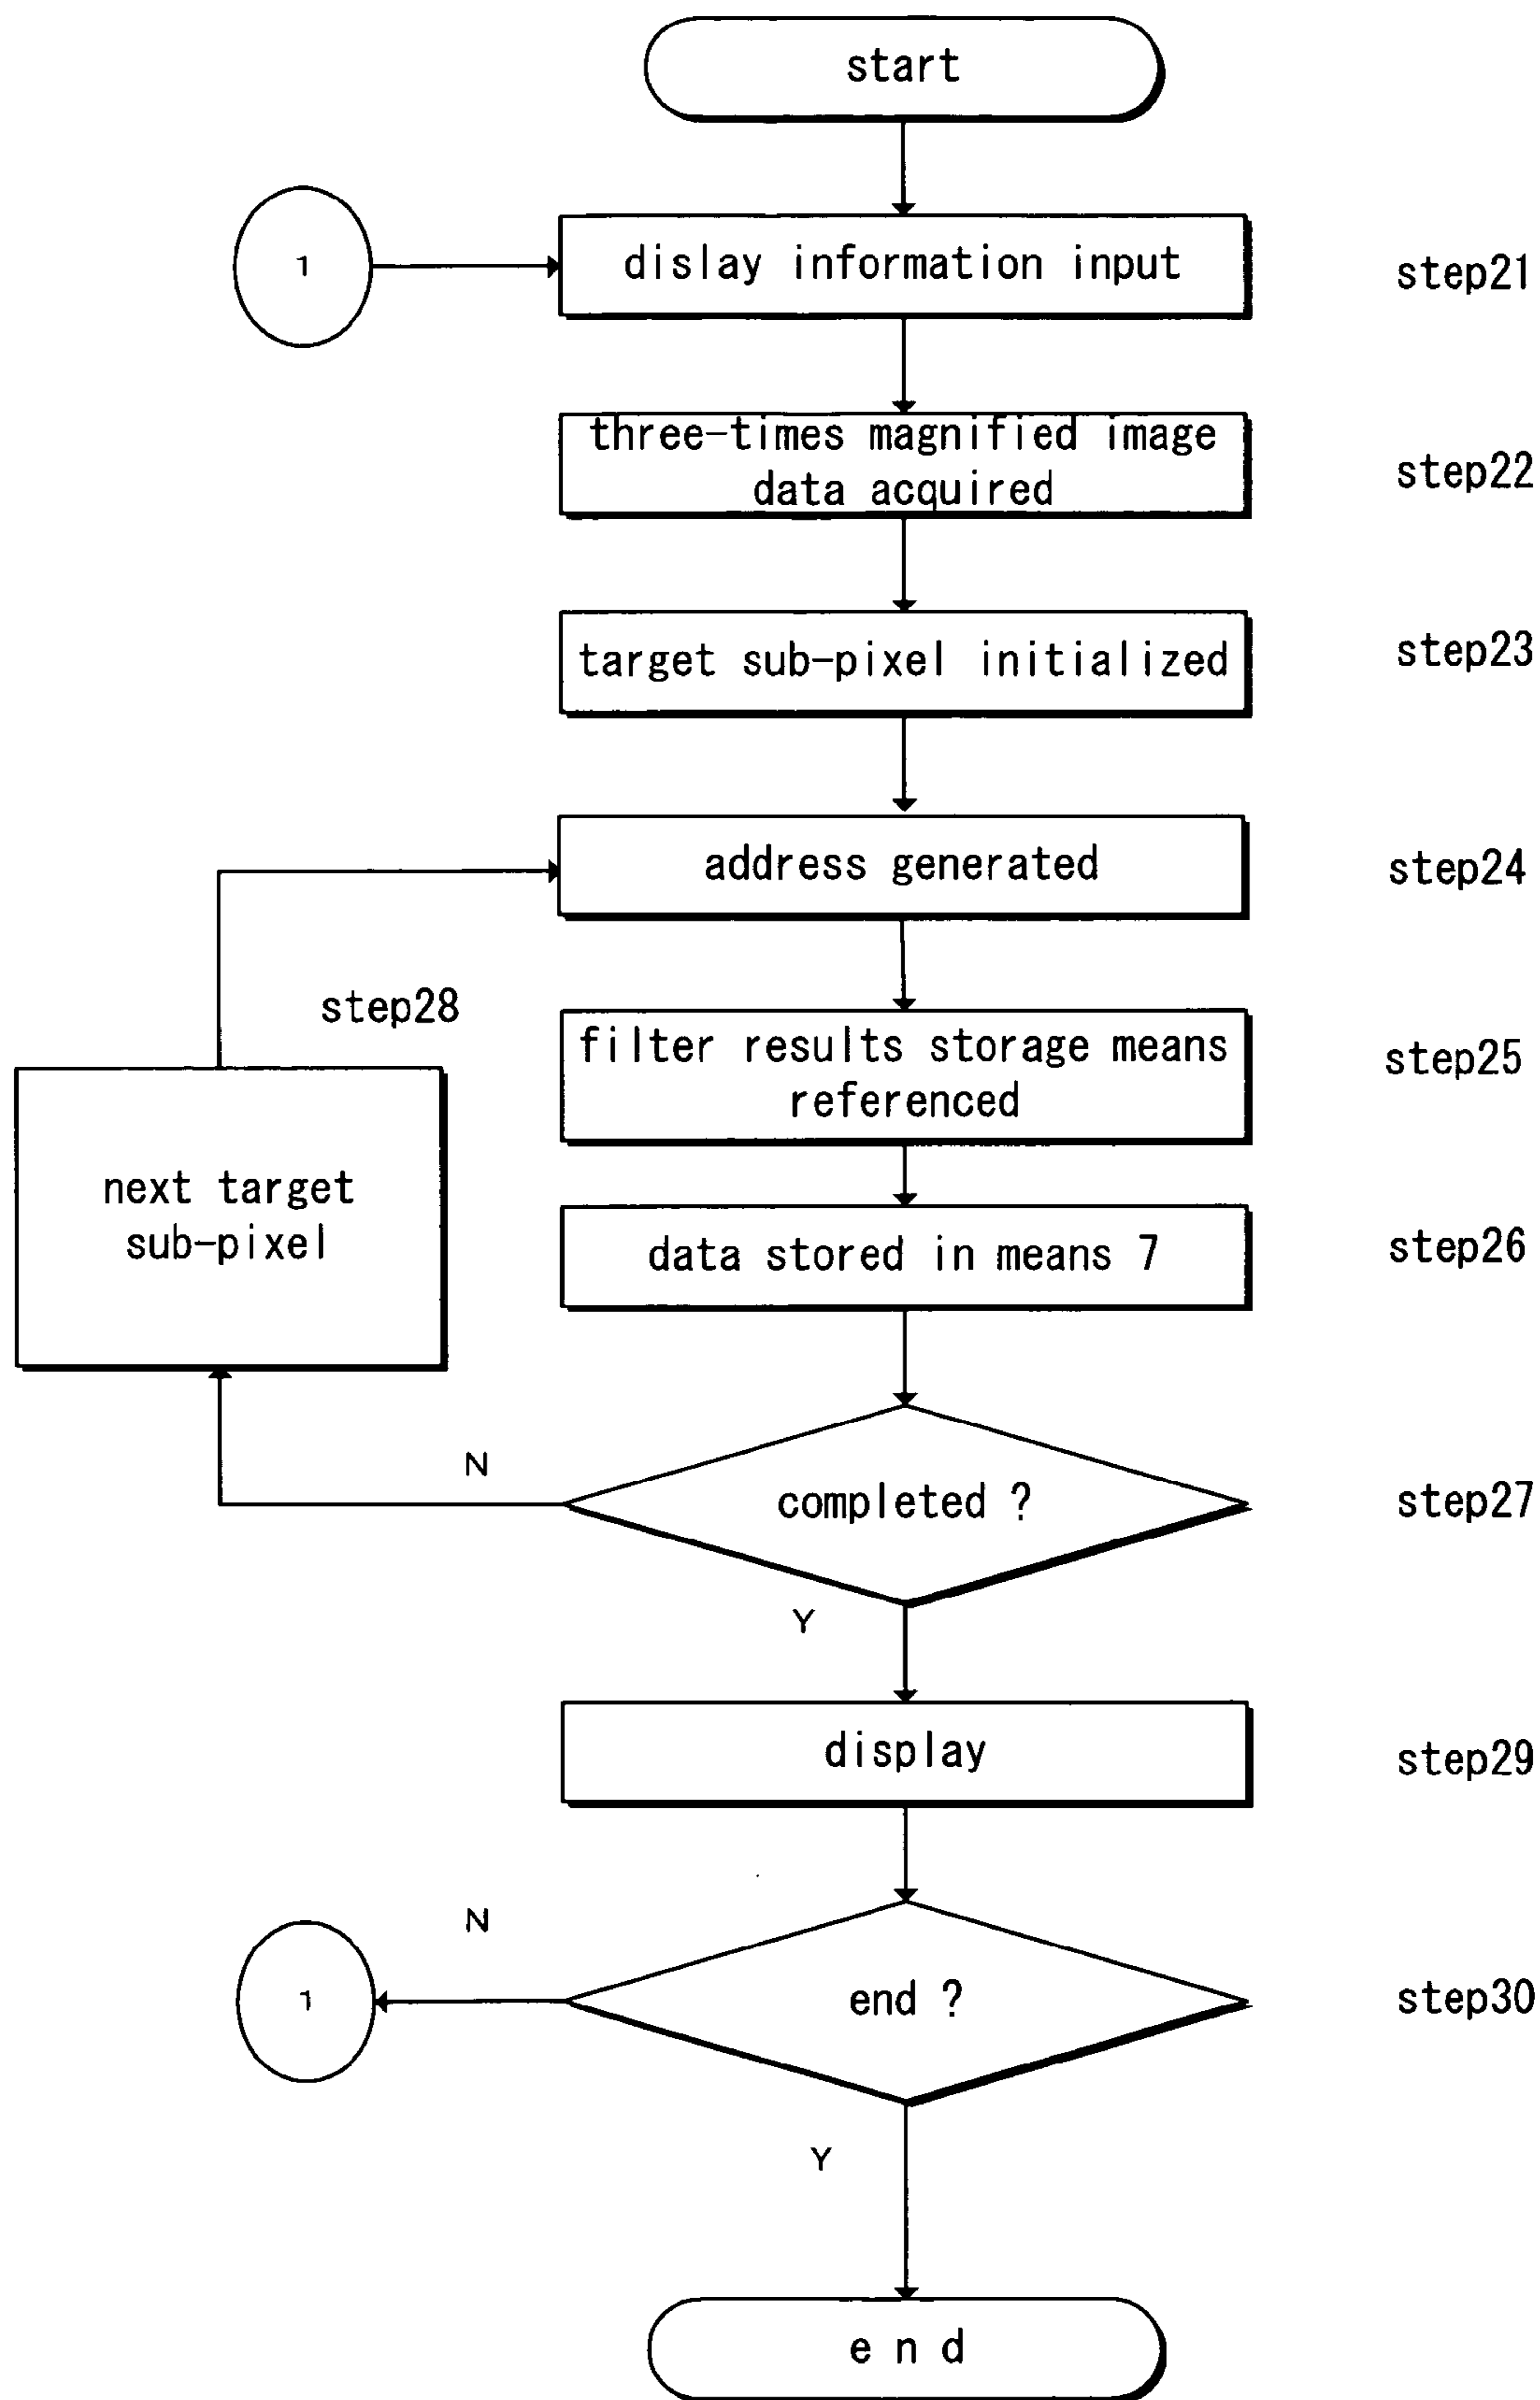 start
1
dislay information input
step21
three-times magnified image
data acquired
step22
target sub-pixel initialized
step23
address generated
step24
step28
filter results storage means
referenced
step25
next target
sub-pixel
data stored in means 7
step26
N
completed ?
step27
Y
display
step29
N
1
end ?
step30
Y
end